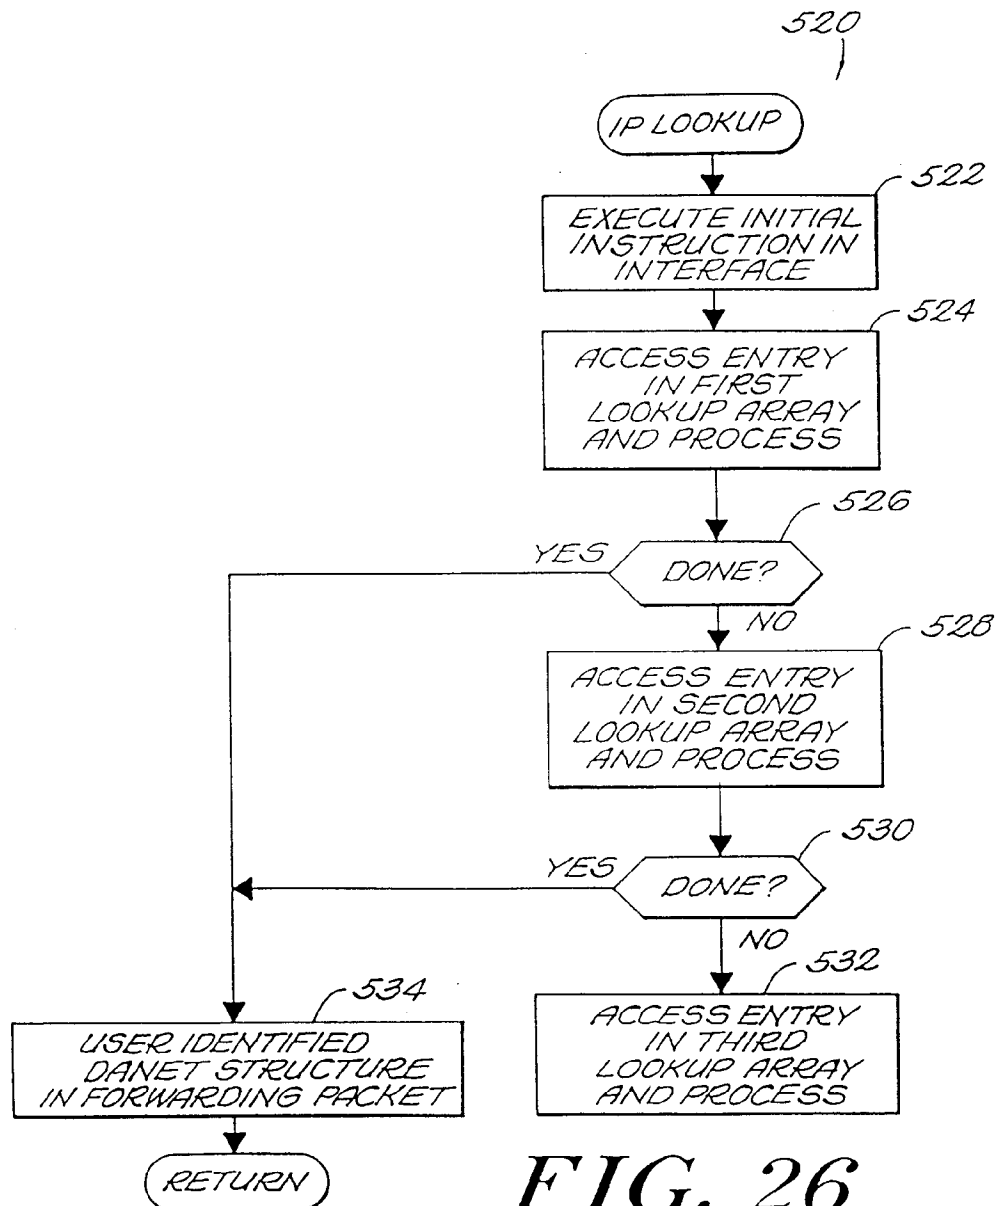 520
IP LOOKUP
522
EXECUTE INITIAL
INSTRUCTION IN
INTERFACE
524
ACCESS ENTRY
IN FIRST
LOOKUP ARRAY
AND PROCESS
526
YES
DONE?
NO
528
ACCESS ENTRY
IN SECOND
LOOKUP ARRAY
AND PROCESS
530
YES
DONE?
NO
532
ACCESS ENTRY
IN THIRD
LOOKUP ARRAY
AND PROCESS
534
USER IDENTIFIED
DANET STRUCTURE
IN FORWARDING PACKET
RETURN
FIG. 26